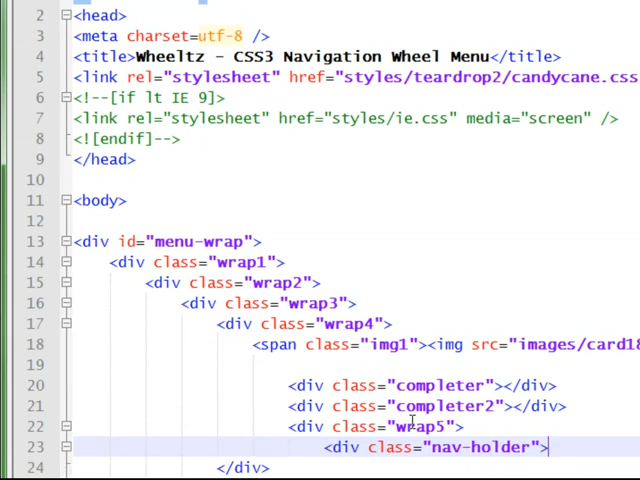 2 <head>
3 <meta charset=utf-8 />
4 <title>Wheeltz - CSS3 Navigation Wheel Menu</title>
5 <link rel="stylesheet" href="styles/teardrop2/candycane.css
6 <!--[if lt IE 9]>
7 <link rel="stylesheet" href="styles/ie.css" media="screen" />
8 <![endif]-->
9 </head>
10
11 <body>
12
13 <div id="menu-wrap">
14 <div class="wrap1">
15 <div class="wrap2">
16 <div class="wrap3">
17 <div class="wrap4">
18 <span class="img1"><img src="images/card18
19
20 <div class="completer"></div>
21 <div class="completer2"></div>
22 <div class="wrap5">
23 <div class="nav-holder">
24 </div>